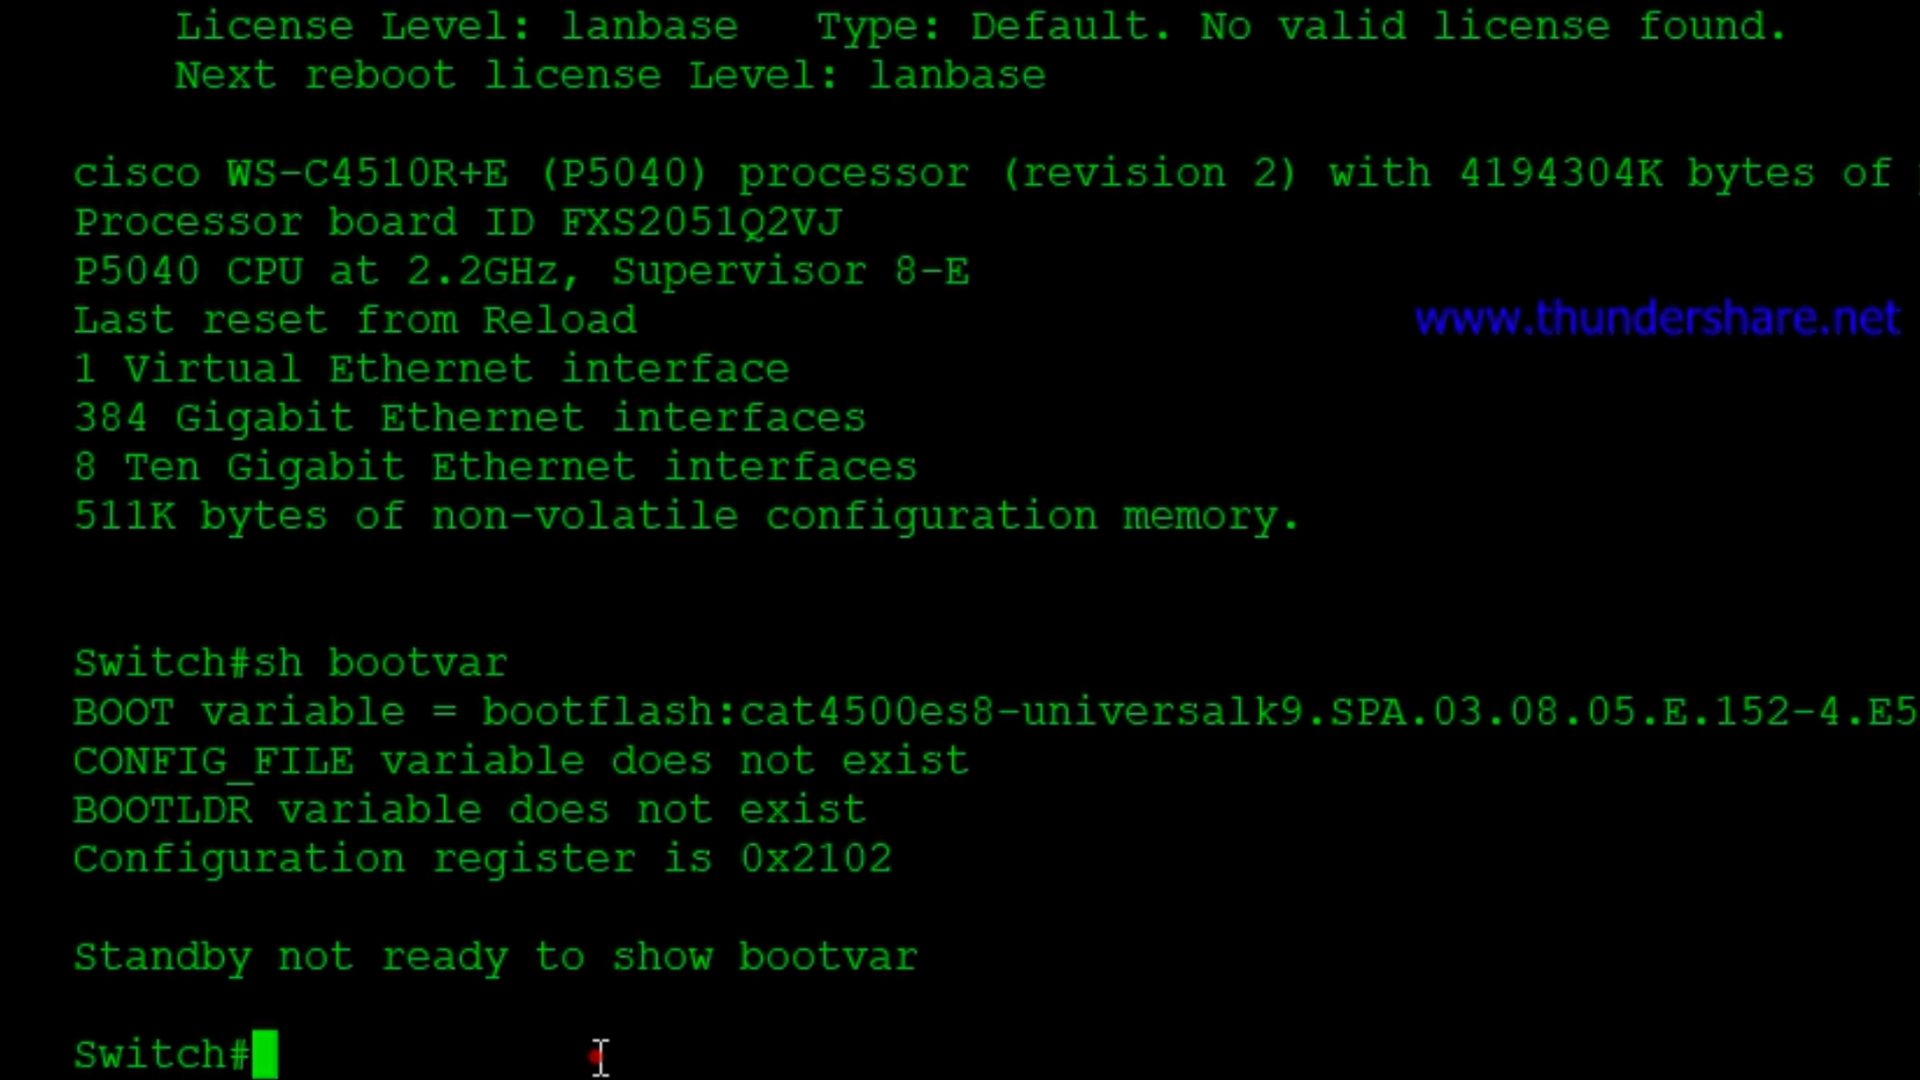 License Level: lanbase   Type: Default. No valid license found.
Next reboot license Level: lanbase
cisco WS-C4510R+E (P5040) processor (revision 2) with 4194304K bytes of
Processor board ID FXS2051Q2VJ
P5040 CPU at 2.2GHz, Supervisor 8-E
Last reset from Reload
www.thundershare.net
1 Virtual Ethernet interface
384 Gigabit Ethernet interfaces
8 Ten Gigabit Ethernet interfaces
511K bytes of non-volatile configuration memory.
Switch#sh bootvar
BOOT variable = bootflash:cat4500es8-universalk9.SPA.03.08.05.E.152-4.E5
CONFIG_FILE variable does not exist
BOOTLDR variable does not exist
Configuration register is 0x2102
Standby not ready to show bootvar
Switch#